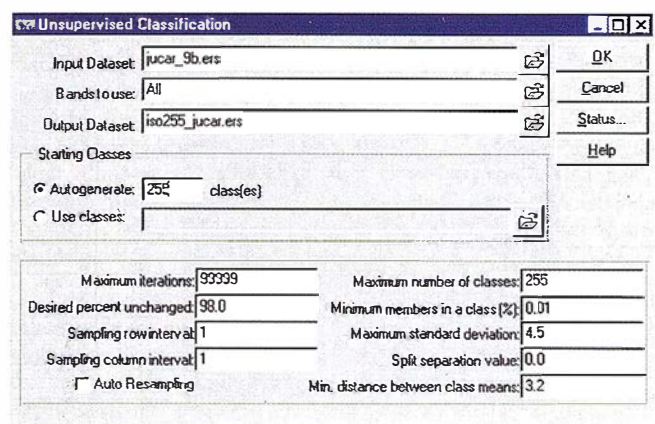 Unsupervised Classification
Input Dataset: jucar_9b.ers
OK
Bands to use: All
Cancel
Output Dataset: iso255_jucar.ers
Status...
Starting Classes
Help
Autogenerate: 255 class(es)
Use classes:
Maximum iterations: 99999
Maximum number of classes: 255
Desired percent unchanged: 98.0
Minimum members in a class (%): 0.01
Sampling row interval: 1
Maximum standard deviation: 4.5
Sampling column interval: 1
Split separation value: 0.0
Auto Resampling
Min. distance between class means: 3.2